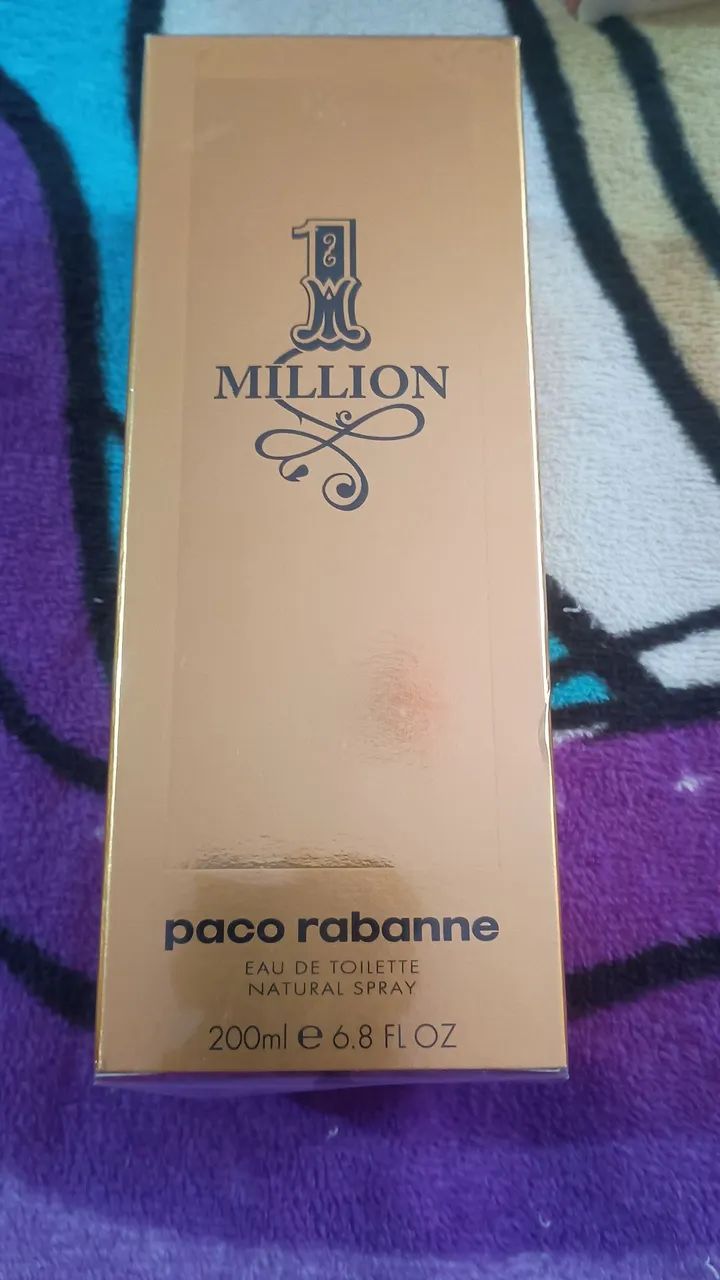 1
MILLION
paco rabanne
EAU DE TOILETTE
NATURAL SPRAY
200ml e 6.8 FL OZ